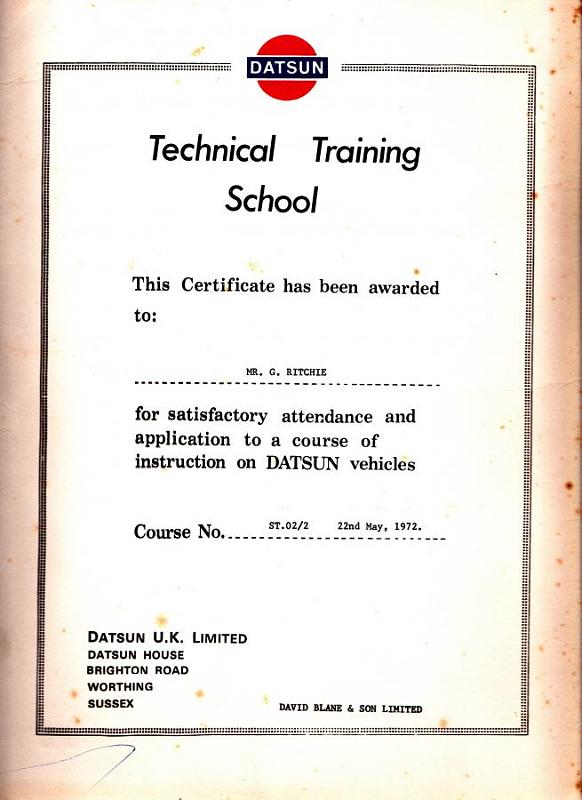 DATSUN
Technical Training
School
This Certificate has been awarded
to:
MR. G. RITCHIE
for satisfactory attendance and
application to a course of
instruction on DATSUN vehicles
Course No. ST.02/2 22nd May, 1972.
DATSUN U.K. LIMITED
DATSUN HOUSE
BRIGHTON ROAD
WORTHING
SUSSEX
DAVID BLANE & SON LIMITED